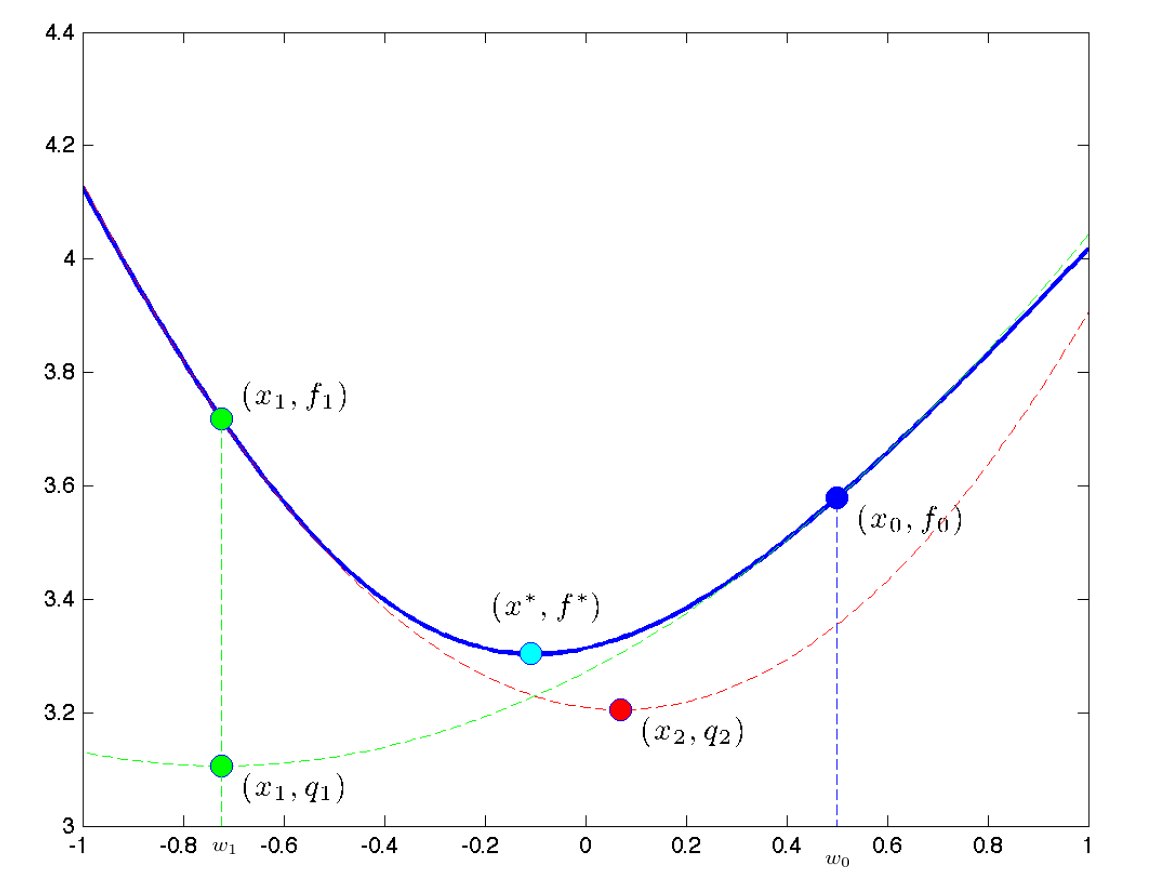 4.4
4.2
4
3.8
3.6
3.4
3.2
3
(x₁, f₁)
(x₀, f₀)
(x*, f*)
(x₂, q₂)
(x₁, q₁)
-1 -0.8 w₁ -0.6 -0.4 -0.2 0 0.2 0.4 w₀ 0.6 0.8 1